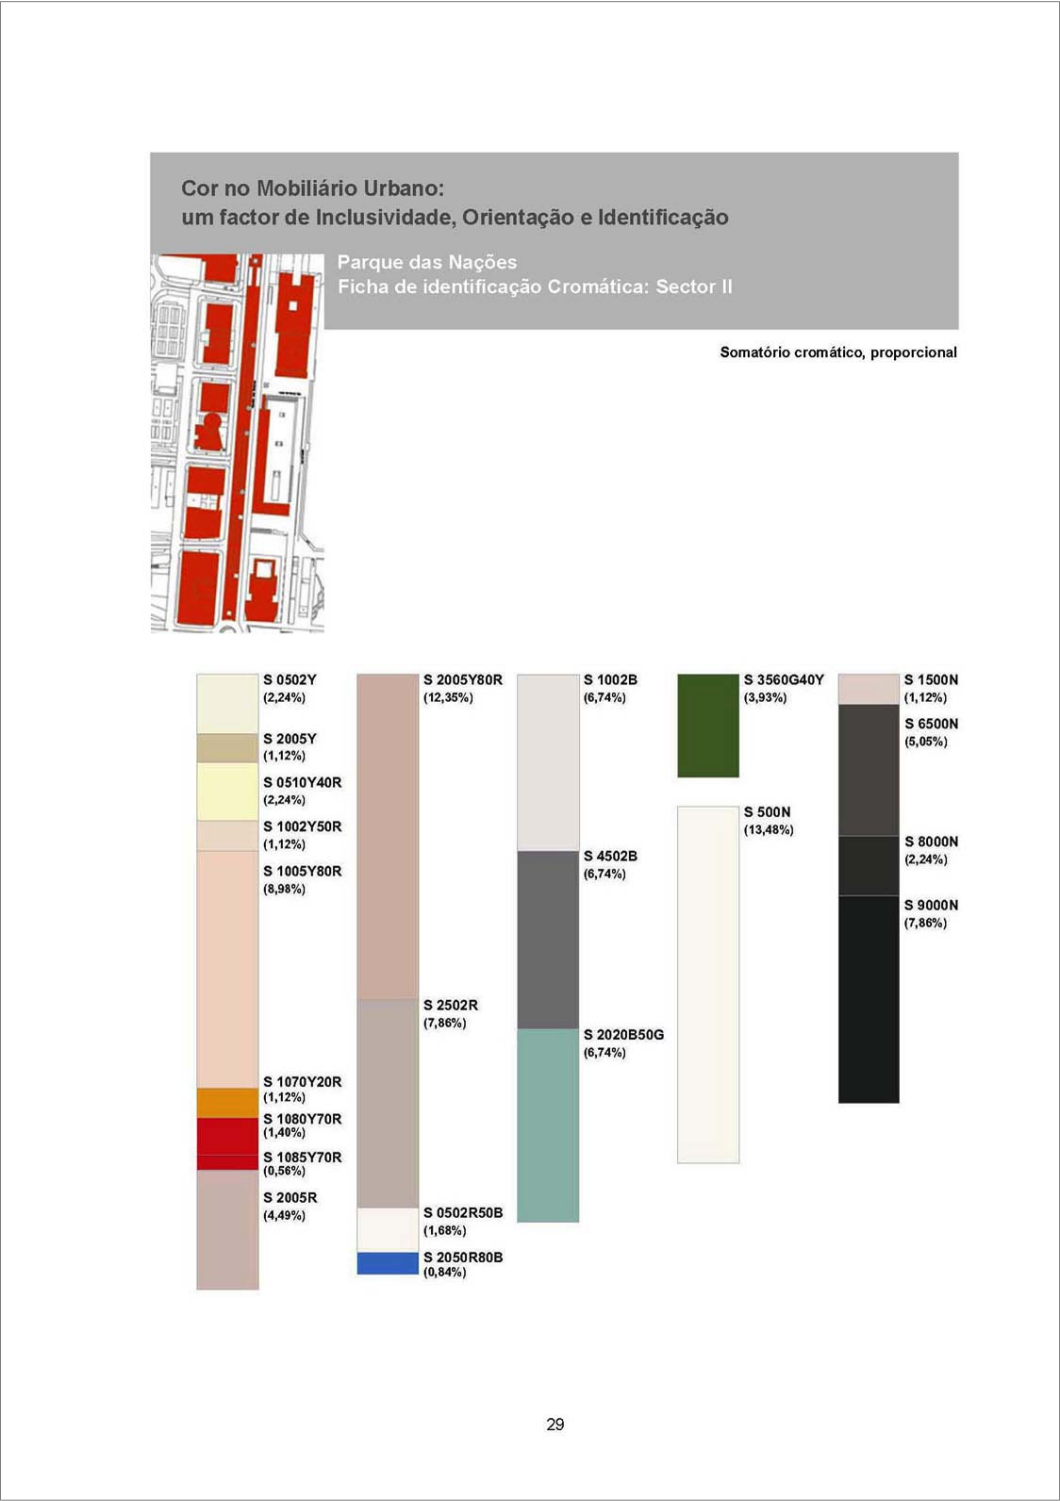 Cor no Mobiliário Urbano:
um factor de Inclusividade, Orientação e Identificação
Parque das Nações
Ficha de identificação Cromática: Sector II
Somatório cromático, proporcional
S 0502Y
(2,24%)
S 2005Y
(1,12%)
S 0510Y40R
(2,24%)
S 1002Y50R
(1,12%)
S 1005Y80R
(8,98%)
S 1070Y20R
(1,12%)
S 1080Y70R
(1,40%)
S 1085Y70R
(0,56%)
S 2005R
(4,49%)
S 2005Y80R
(12,35%)
S 2502R
(7,86%)
S 0502R50B
(1,68%)
S 2050R80B
(0,84%)
S 1002B
(6,74%)
S 4502B
(6,74%)
S 2020B50G
(6,74%)
S 3560G40Y
(3,93%)
S 500N
(13,48%)
S 1500N
(1,12%)
S 6500N
(5,05%)
S 8000N
(2,24%)
S 9000N
(7,86%)
29